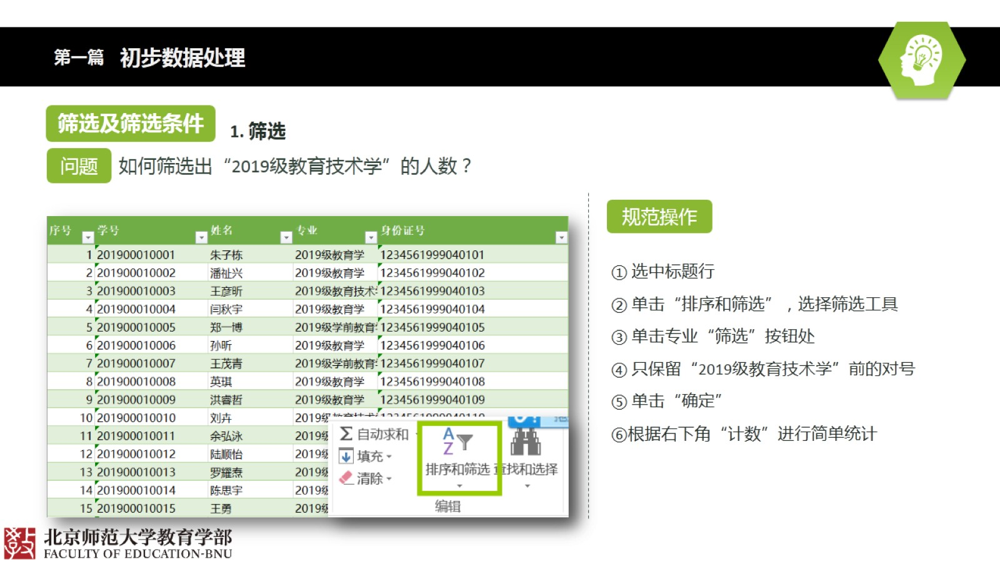 第一篇 初步数据处理
筛选及筛选条件 1. 筛选
问题 如何筛选出“2019级教育技术学”的人数？
序号 学号 姓名 专业 身份证号
1 201900010001 朱子栋 2019级教育学 1234561999040101
2 201900010002 潘祉兴 2019级教育学 1234561999040102
3 201900010003 王彦昕 2019级教育技术 1234561999040103
4 201900010004 闫秋宇 2019级教育学 1234561999040104
5 201900010005 郑一博 2019级学前教育 1234561999040105
6 201900010006 孙昕 2019级教育学 1234561999040106
7 201900010007 王茂青 2019级学前教育 1234561999040107
8 201900010008 英琪 2019级教育学 1234561999040108
9 201900010009 洪睿哲 2019级教育学 1234561999040109
10 201900010010 刘卉 2019级教育技术 1234561999040110
11 201900010011 余弘泳 2019级
12 201900010012 陆顺怡 2019级
13 201900010013 罗耀焘 2019级
14 201900010014 陈思宇 2019级
15 201900010015 王勇 2019级
自动求和
填充
清除
排序和筛选
查找和选择
编辑
规范操作
① 选中标题行
② 单击“排序和筛选”，选择筛选工具
③ 单击专业“筛选”按钮处
④ 只保留“2019级教育技术学”前的对号
⑤ 单击“确定”
⑥根据右下角“计数”进行简单统计
北京师范大学教育学部
FACULTY OF EDUCATION-BNU